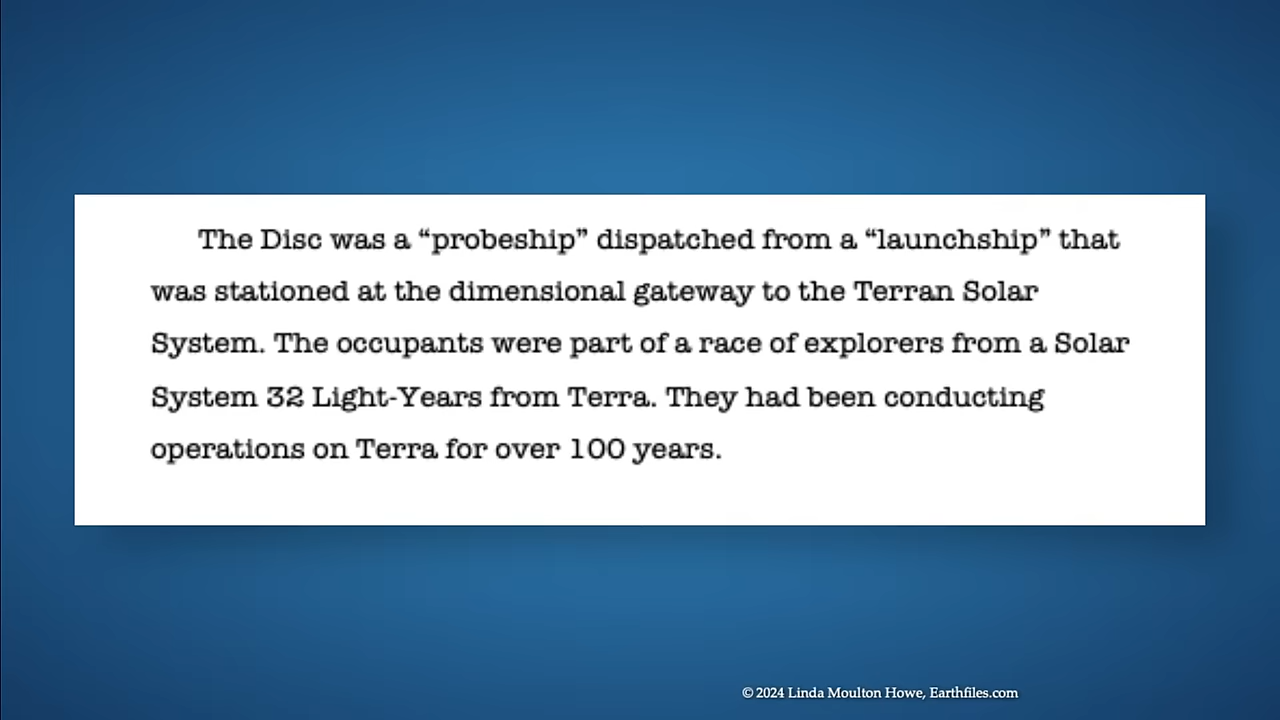 The Disc was a “probeship” dispatched from a “launchship” that
was stationed at the dimensional gateway to the Terran Solar
System. The occupants were part of a race of explorers from a Solar
System 32 Light-Years from Terra. They had been conducting
operations on Terra for over 100 years.
© 2024 Linda Moulton Howe, Earthfiles.com